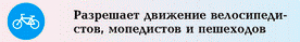 Разрешает движение велосипеди-
стов, мопедистов и пешеходов